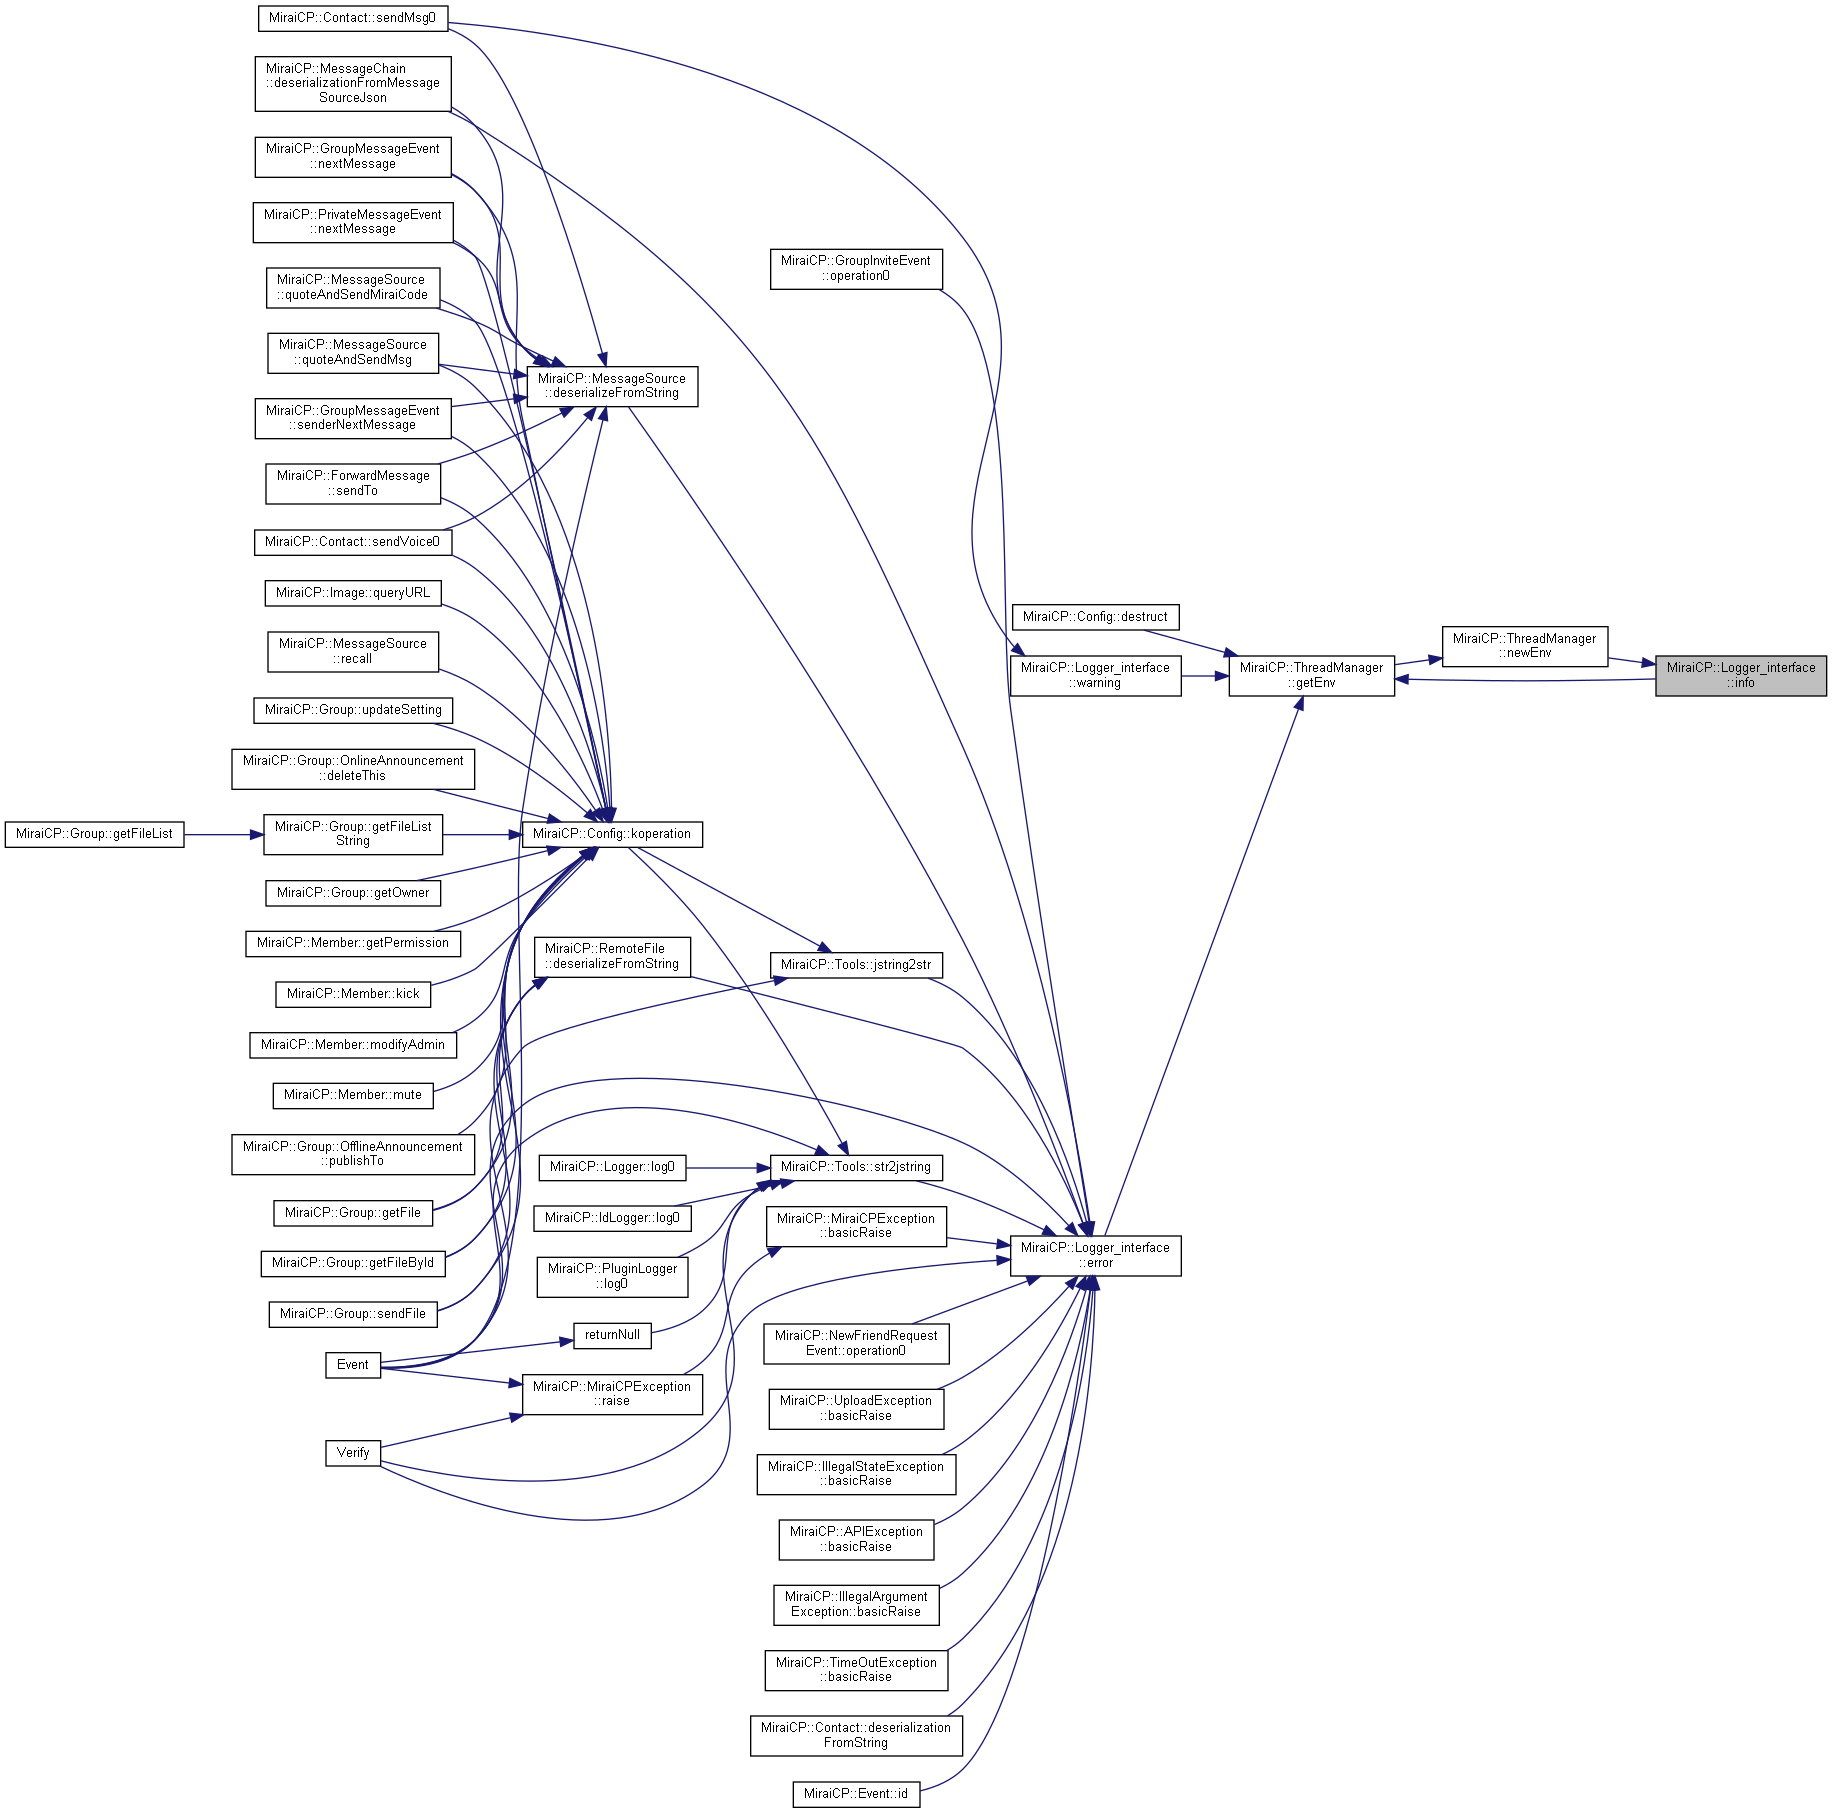 MiraiCP::Contact::sendMsg0
MiraiCP::MessageChain
::deserializationFromMessage
SourceJson
MiraiCP::GroupMessageEvent
::nextMessage
MiraiCP::PrivateMessageEvent
::nextMessage
MiraiCP::MessageSource
::quoteAndSendMiraiCode
MiraiCP::MessageSource
::quoteAndSendMsg
MiraiCP::GroupMessageEvent
::senderNextMessage
MiraiCP::ForwardMessage
::sendTo
MiraiCP::Contact::sendVoice0
MiraiCP::Image::queryURL
MiraiCP::MessageSource
::recall
MiraiCP::Group::updateSetting
MiraiCP::Group::OnlineAnnouncement
::deleteThis
MiraiCP::Group::getFileList
MiraiCP::Group::getFileList
String
MiraiCP::Group::getOwner
MiraiCP::Member::getPermission
MiraiCP::Member::kick
MiraiCP::Member::modifyAdmin
MiraiCP::Member::mute
MiraiCP::Group::OfflineAnnouncement
::publishTo
MiraiCP::Group::getFile
MiraiCP::Group::getFileById
MiraiCP::Group::sendFile
Event
Verify
MiraiCP::MessageSource
::deserializeFromString
MiraiCP::Config::koperation
MiraiCP::RemoteFile
::deserializeFromString
MiraiCP::Logger::log0
MiraiCP::IdLogger::log0
MiraiCP::PluginLogger
::log0
returnNull
MiraiCP::MiraiCPException
::raise
MiraiCP::GroupInviteEvent
::operation0
MiraiCP::Tools::jstring2str
MiraiCP::Tools::str2jstring
MiraiCP::MiraiCPException
::basicRaise
MiraiCP::NewFriendRequest
Event::operation0
MiraiCP::UploadException
::basicRaise
MiraiCP::IllegalStateException
::basicRaise
MiraiCP::APIException
::basicRaise
MiraiCP::IllegalArgument
Exception::basicRaise
MiraiCP::TimeOutException
::basicRaise
MiraiCP::Contact::deserialization
FromString
MiraiCP::Event::id
MiraiCP::Config::destruct
MiraiCP::Logger_interface
::warning
MiraiCP::Logger_interface
::error
MiraiCP::ThreadManager
::getEnv
MiraiCP::ThreadManager
::newEnv
MiraiCP::Logger_interface
::info